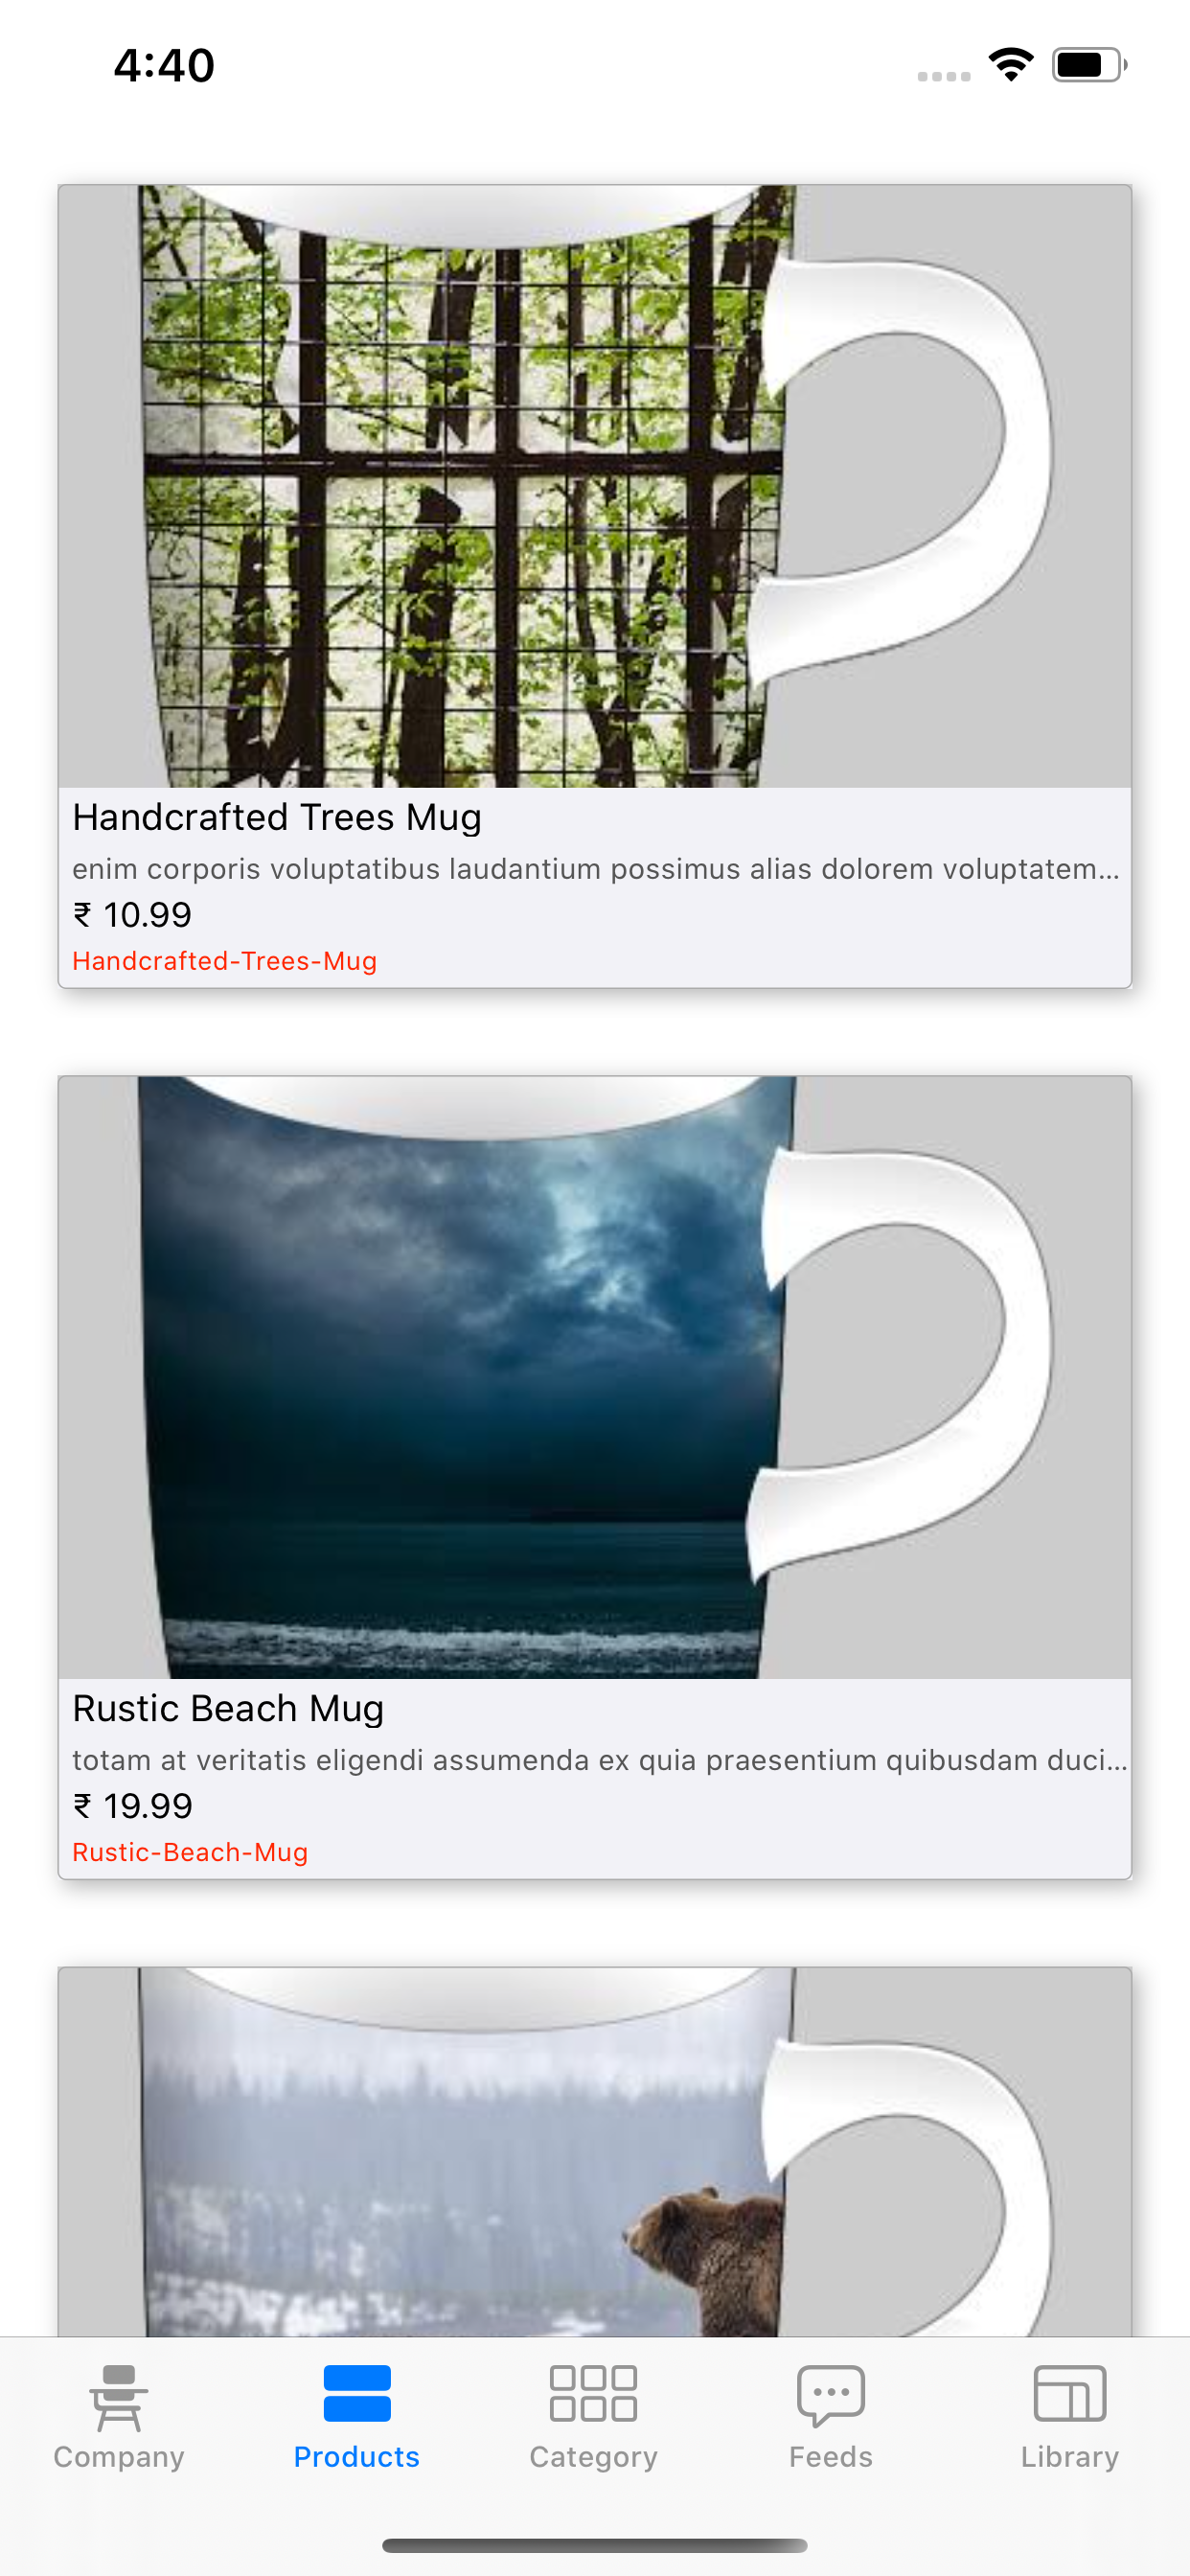 4:40
Handcrafted Trees Mug
enim corporis voluptatibus laudantium possimus alias dolorem voluptatem...
₹ 10.99
Handcrafted-Trees-Mug
Rustic Beach Mug
totam at veritatis eligendi assumenda ex quia praesentium quibusdam duci...
₹ 19.99
Rustic-Beach-Mug
Company Products Category Feeds Library